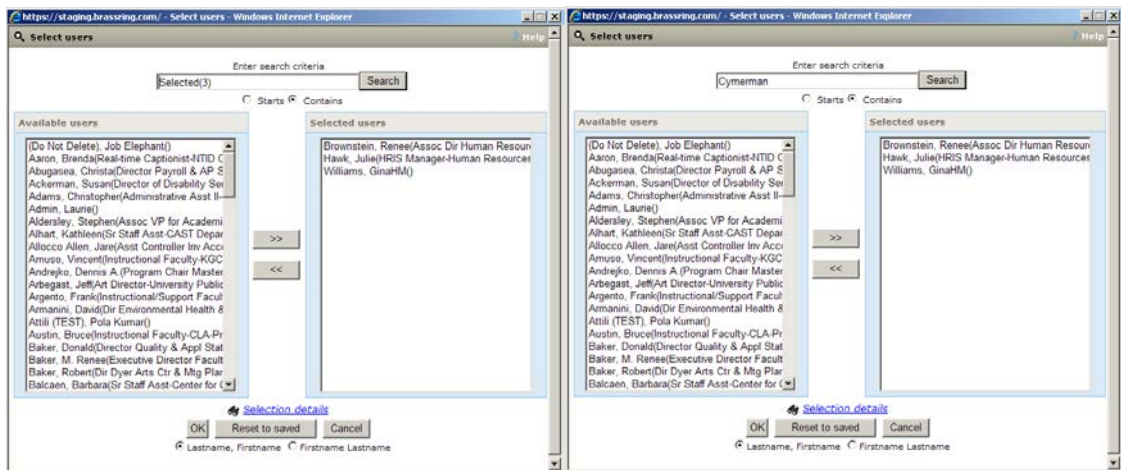 https://staging.brassring.com/ - Select users - Windows Internet Explorer
Select users
? Help
Enter search criteria
Selected(3)
Search
Starts Contains
Available users
(Do Not Delete), Job Elephant()
Aaron, Brenda(Real-time Captionist-NTID C
Abugasea, Christa(Director Payroll & AP S
Ackerman, Susan(Director of Disability Ser
Adams, Christopher(Administrative Asst II-
Admin, Laurie()
Aldersley, Stephen(Assoc VP for Academi
Alhart, Kathleen(Sr Staff Asst-CAST Depar
Allocco Allen, Jare(Asst Controller Inv Acc
Amuso, Vincent(Instructional Faculty-KGC
Andrejko, Dennis A.(Program Chair Master
Arbegast, Jeff(Art Director-University Public
Argento, Frank(Instructional/Support Facul
Armanini, David(Dir Environmental Health &
Attili (TEST), Pola Kumar()
Austin, Bruce(Instructional Faculty-CLA-Pr
Baker, Donald(Director Quality & Appl Stat
Baker, M. Renee(Executive Director Facult
Baker, Robert(Dir Dyer Arts Ctr & Mtg Plar
Balcaen, Barbara(Sr Staff Asst-Center for
>>
<<
Selected users
Brownstein, Renee(Assoc Dir Human Resour
Hawk, Julie(HRIS Manager-Human Resources
Williams, GinaHM()
Selection details
OK Reset to saved Cancel
Lastname, Firstname Firstname Lastname
https://staging.brassring.com/ - Select users - Windows Internet Explorer
Select users
? Help
Enter search criteria
Cymerman
Search
Starts Contains
Available users
(Do Not Delete), Job Elephant()
Aaron, Brenda(Real-time Captionist-NTID C
Abugasea, Christa(Director Payroll & AP S
Ackerman, Susan(Director of Disability Ser
Adams, Christopher(Administrative Asst II-
Admin, Laurie()
Aldersley, Stephen(Assoc VP for Academi
Alhart, Kathleen(Sr Staff Asst-CAST Depar
Allocco Allen, Jare(Asst Controller Inv Acc
Amuso, Vincent(Instructional Faculty-KGC
Andrejko, Dennis A.(Program Chair Master
Arbegast, Jeff(Art Director-University Public
Argento, Frank(Instructional/Support Facul
Armanini, David(Dir Environmental Health &
Attili (TEST), Pola Kumar()
Austin, Bruce(Instructional Faculty-CLA-Pr
Baker, Donald(Director Quality & Appl Stat
Baker, M. Renee(Executive Director Facult
Baker, Robert(Dir Dyer Arts Ctr & Mtg Plar
Balcaen, Barbara(Sr Staff Asst-Center for
>>
<<
Selected users
Brownstein, Renee(Assoc Dir Human Resourc
Hawk, Julie(HRIS Manager-Human Resources
Williams, GinaHM()
Selection details
OK Reset to saved Cancel
Lastname, Firstname Firstname Lastname